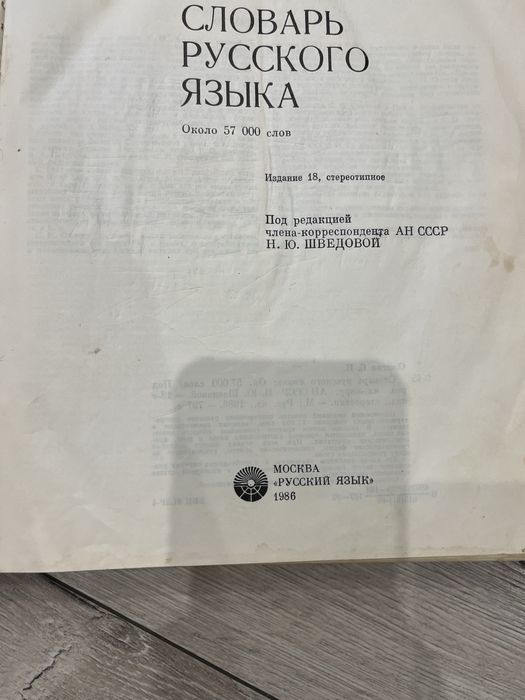 СЛОВАРЬ
РУССКОГО
ЯЗЫКА
Около 57 000 слов
Издание 18, стереотипное
Под редакцией
члена-корреспондента АН СССР
Н. Ю. ШВЕДОВОЙ
МОСКВА
«РУССКИЙ ЯЗЫК»
1986